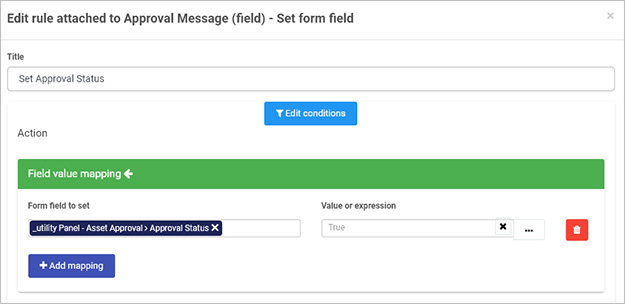 Edit rule attached to Approval Message (field) - Set form field
Title
Set Approval Status
Edit conditions
Action
Field value mapping
Form field to set
Value or expression
_utility Panel - Asset Approval > Approval Status
True
...
+ Add mapping